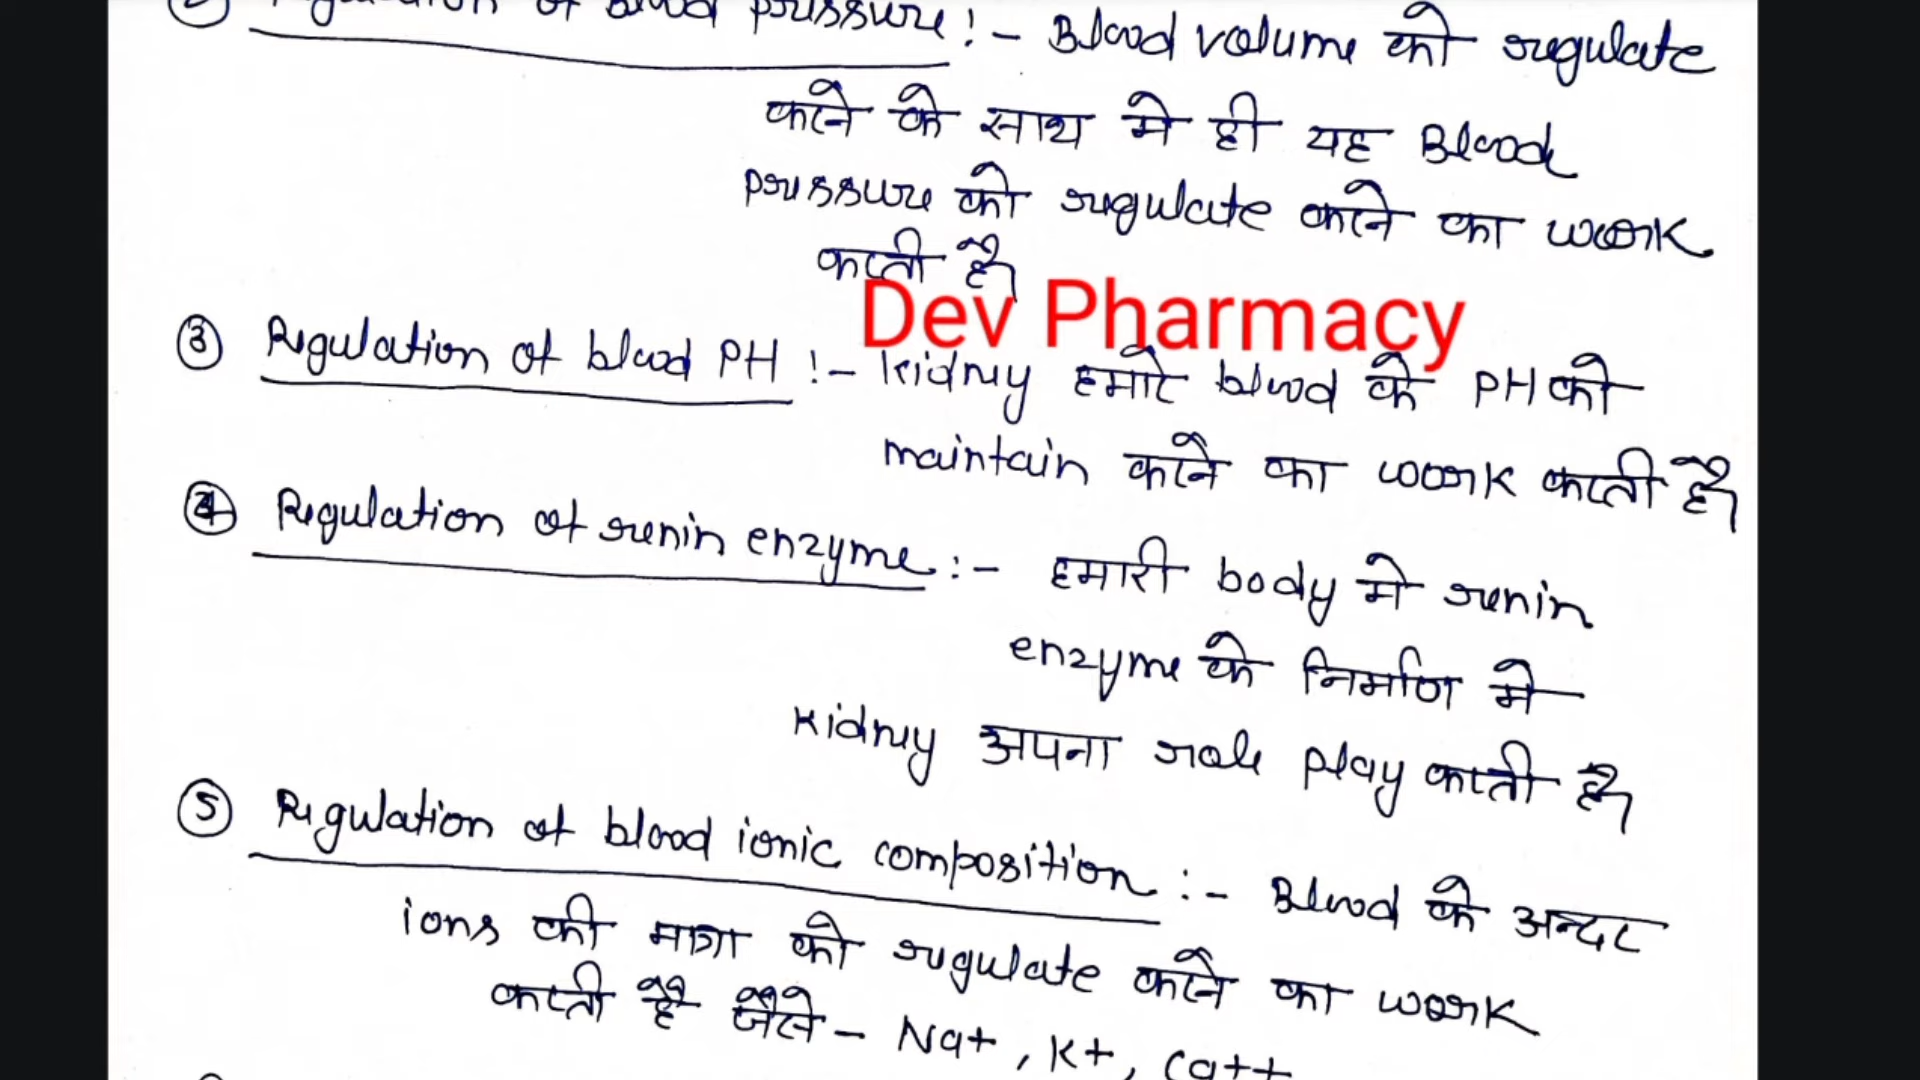 Regulation of blood pressure!- Blood volume को regulate
करने के साथ मे ही यह Blood
pressure को regulate करने का work
करती है
Dev Pharmacy
③ Regulation of blood PH !- kidney हमारे blood के PH को
maintain करने का work करती है
④ Regulation of renin enzyme :- हमारी body मे renin
enzyme के निर्माण मे
Kidney अपना role play करती है
⑤ Regulation of blood ionic composition :- Blood के अन्दर
ions की मात्रा को regulate करने का work
करती है जैसे - Na+ , K+, Ca++